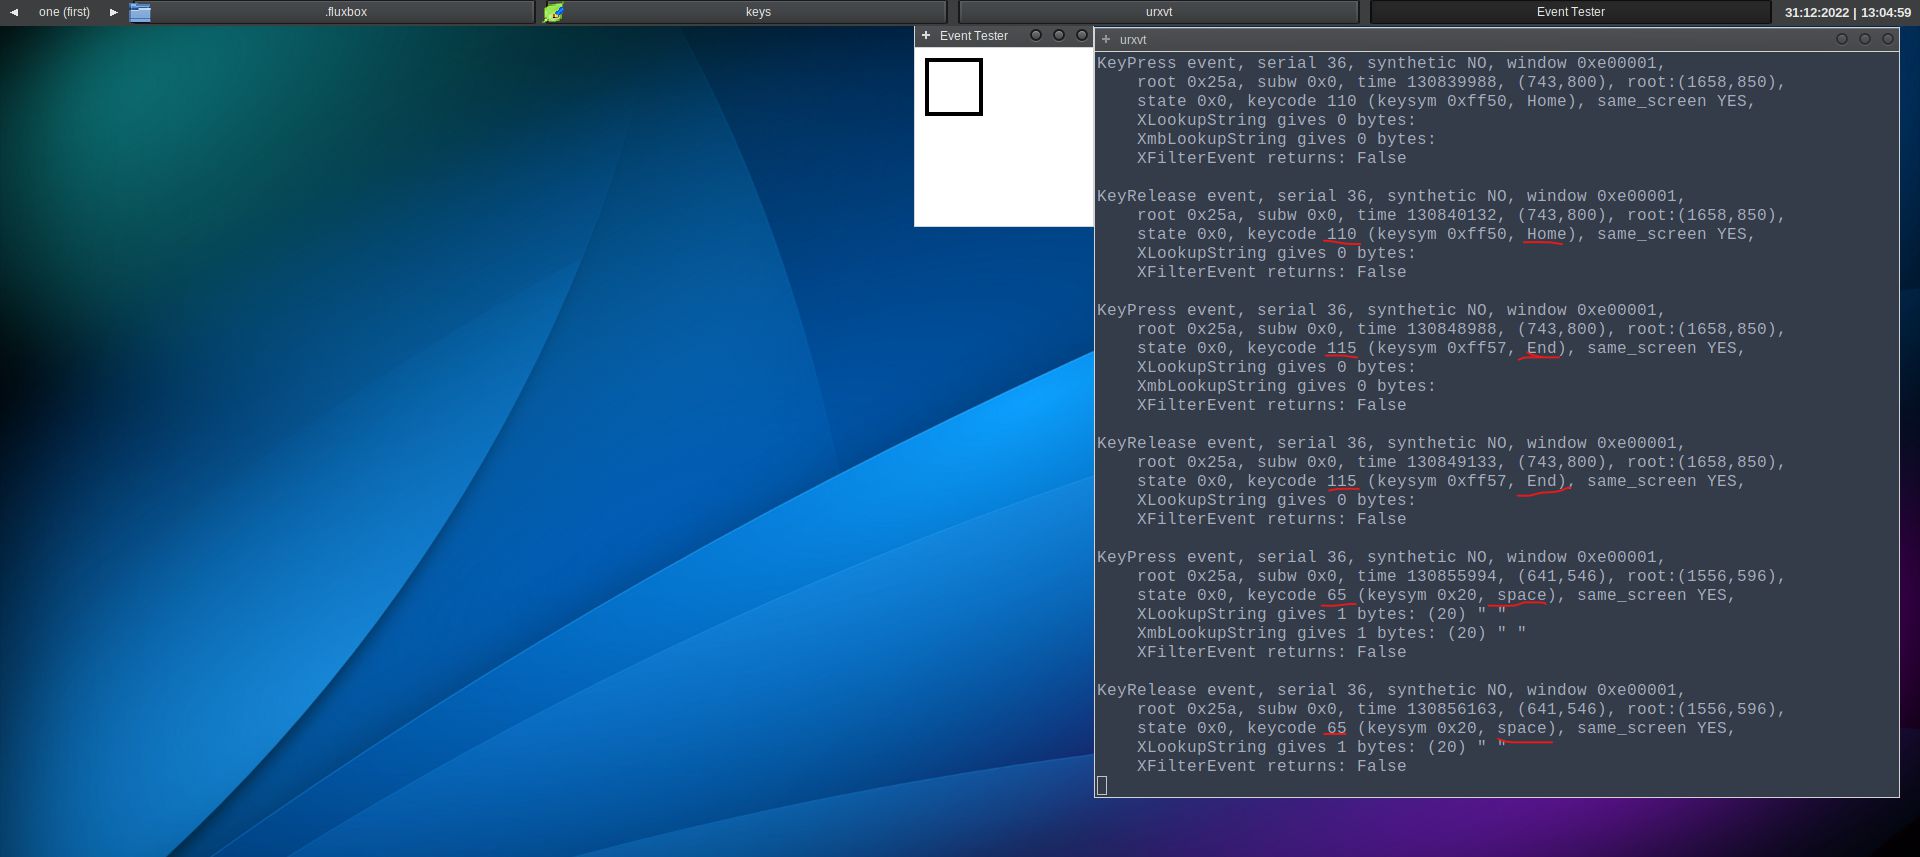 one (first) .fluxbox keys urxvt Event Tester 31:12:2022 | 13:04:59
Event Tester
urxvt
KeyPress event, serial 36, synthetic NO, window 0xe00001,
root 0x25a, subw 0x0, time 130839988, (743,800), root:(1658,850),
state 0x0, keycode 110 (keysym 0xff50, Home), same_screen YES,
XLookupString gives 0 bytes:
XmbLookupString gives 0 bytes:
XFilterEvent returns: False
KeyRelease event, serial 36, synthetic NO, window 0xe00001,
root 0x25a, subw 0x0, time 130840132, (743,800), root:(1658,850),
state 0x0, keycode 110 (keysym 0xff50, Home), same_screen YES,
XLookupString gives 0 bytes:
XFilterEvent returns: False
KeyPress event, serial 36, synthetic NO, window 0xe00001,
root 0x25a, subw 0x0, time 130848988, (743,800), root:(1658,850),
state 0x0, keycode 115 (keysym 0xff57, End), same_screen YES,
XLookupString gives 0 bytes:
XmbLookupString gives 0 bytes:
XFilterEvent returns: False
KeyRelease event, serial 36, synthetic NO, window 0xe00001,
root 0x25a, subw 0x0, time 130849133, (743,800), root:(1658,850),
state 0x0, keycode 115 (keysym 0xff57, End), same_screen YES,
XLookupString gives 0 bytes:
XFilterEvent returns: False
KeyPress event, serial 36, synthetic NO, window 0xe00001,
root 0x25a, subw 0x0, time 130855994, (641,546), root:(1556,596),
state 0x0, keycode 65 (keysym 0x20, space), same_screen YES,
XLookupString gives 1 bytes: (20) " "
XmbLookupString gives 1 bytes: (20) " "
XFilterEvent returns: False
KeyRelease event, serial 36, synthetic NO, window 0xe00001,
root 0x25a, subw 0x0, time 130856163, (641,546), root:(1556,596),
state 0x0, keycode 65 (keysym 0x20, space), same_screen YES,
XLookupString gives 1 bytes: (20) " "
XFilterEvent returns: False